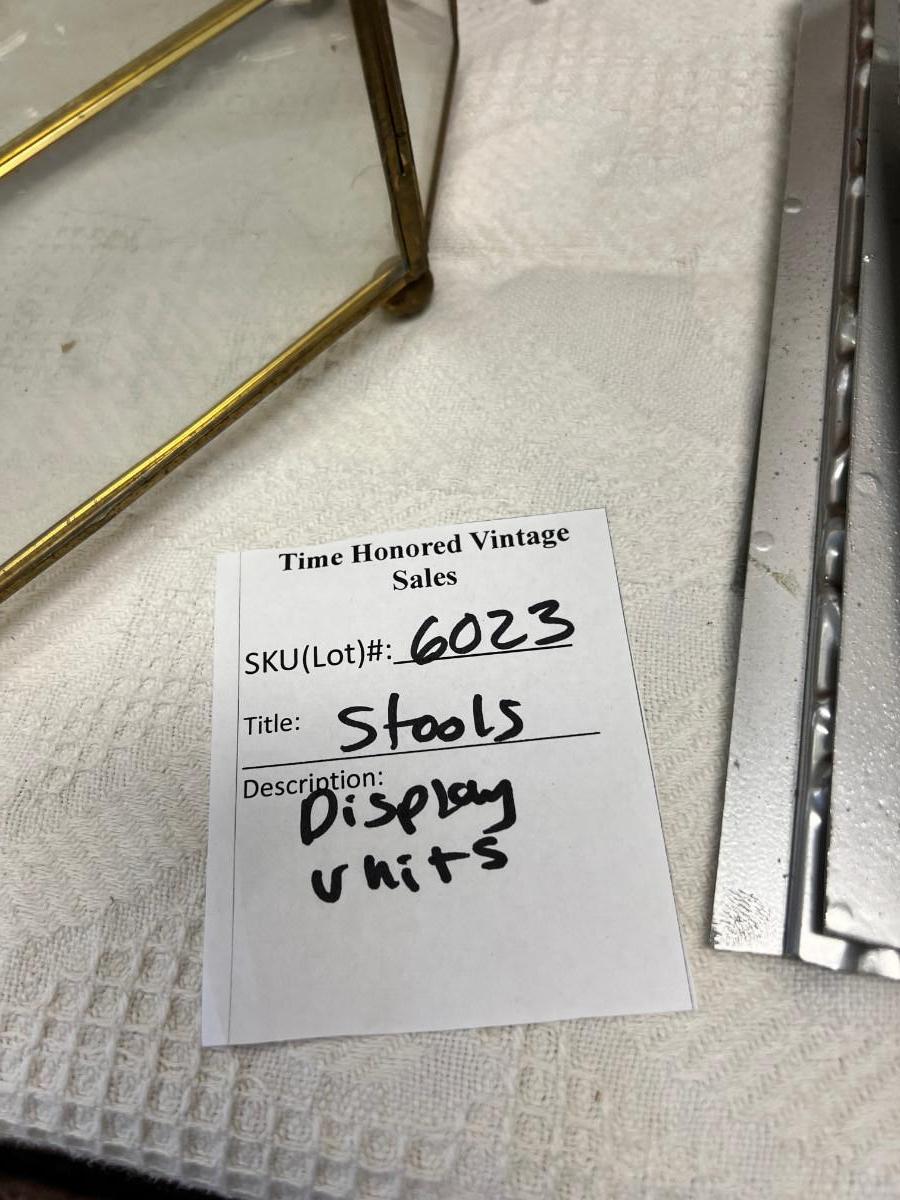 Time Honored Vintage
Sales
SKU(Lot)#: 6023
Title: Stools
Description:
Display
units